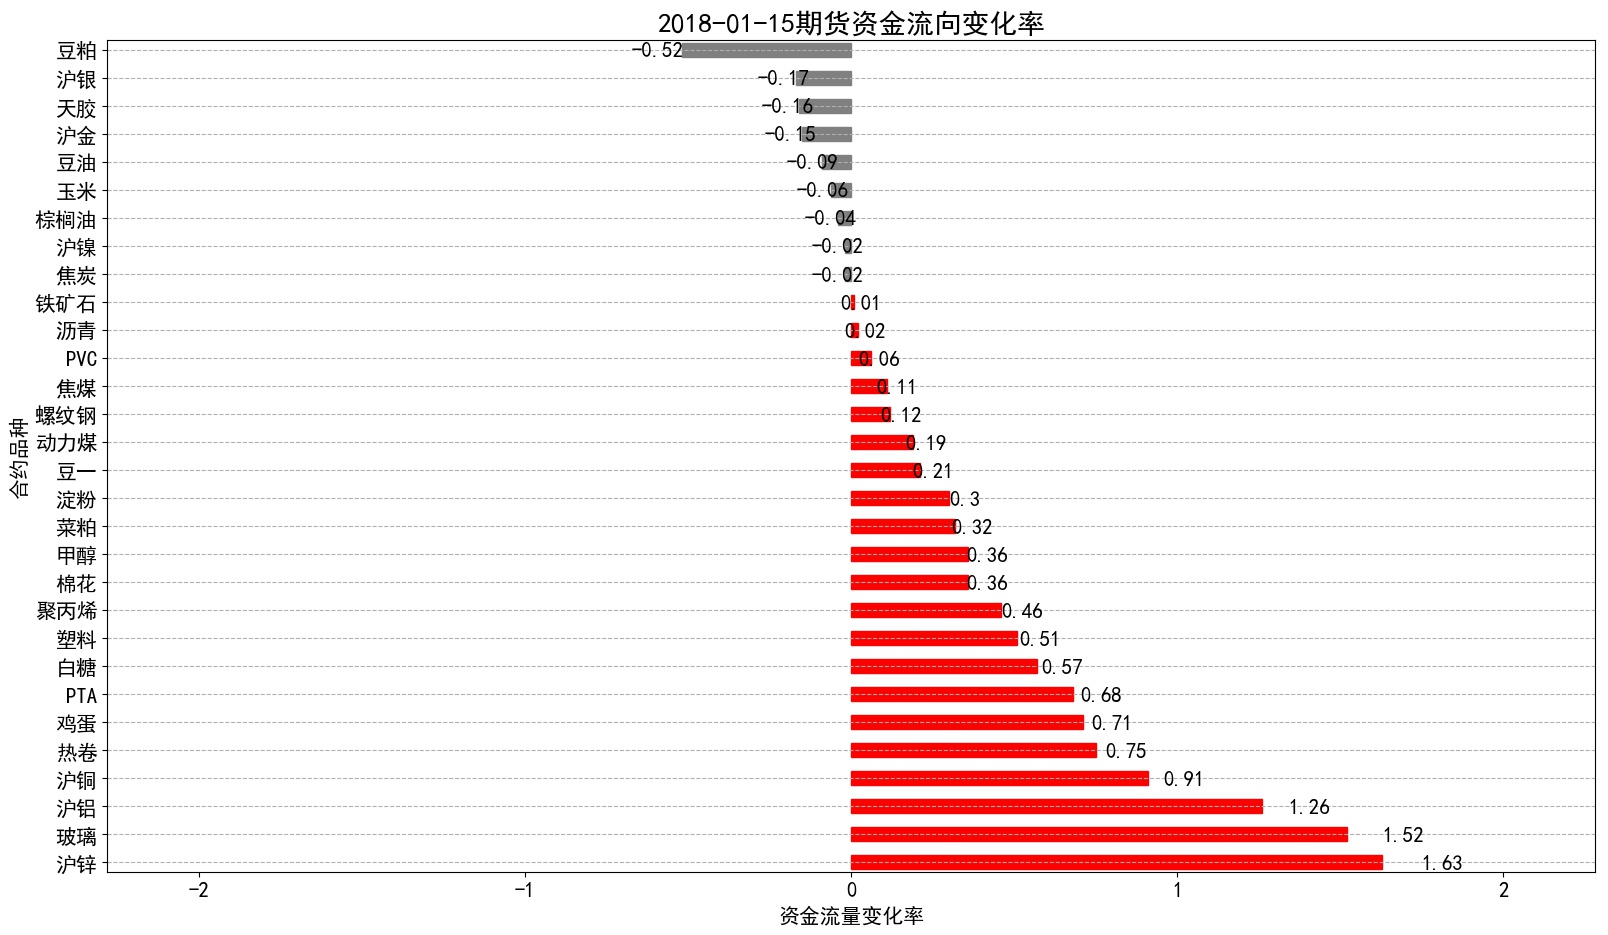 2018-01-15期货资金流向变化率
豆粕 -0.52
沪银 -0.17
天胶 -0.16
沪金 -0.15
豆油 -0.09
玉米 -0.06
棕榈油 -0.04
沪镍 -0.02
焦炭 -0.02
铁矿石 0.01
沥青 0.02
PVC 0.06
焦煤 0.11
螺纹钢 0.12
动力煤 0.19
豆一 0.21
淀粉 0.3
菜粕 0.32
甲醇 0.36
棉花 0.36
聚丙烯 0.46
塑料 0.51
白糖 0.57
PTA 0.68
鸡蛋 0.71
热卷 0.75
沪铜 0.91
沪铝 1.26
玻璃 1.52
沪锌 1.63
合约品种
-2 -1 0 1 2
资金流量变化率